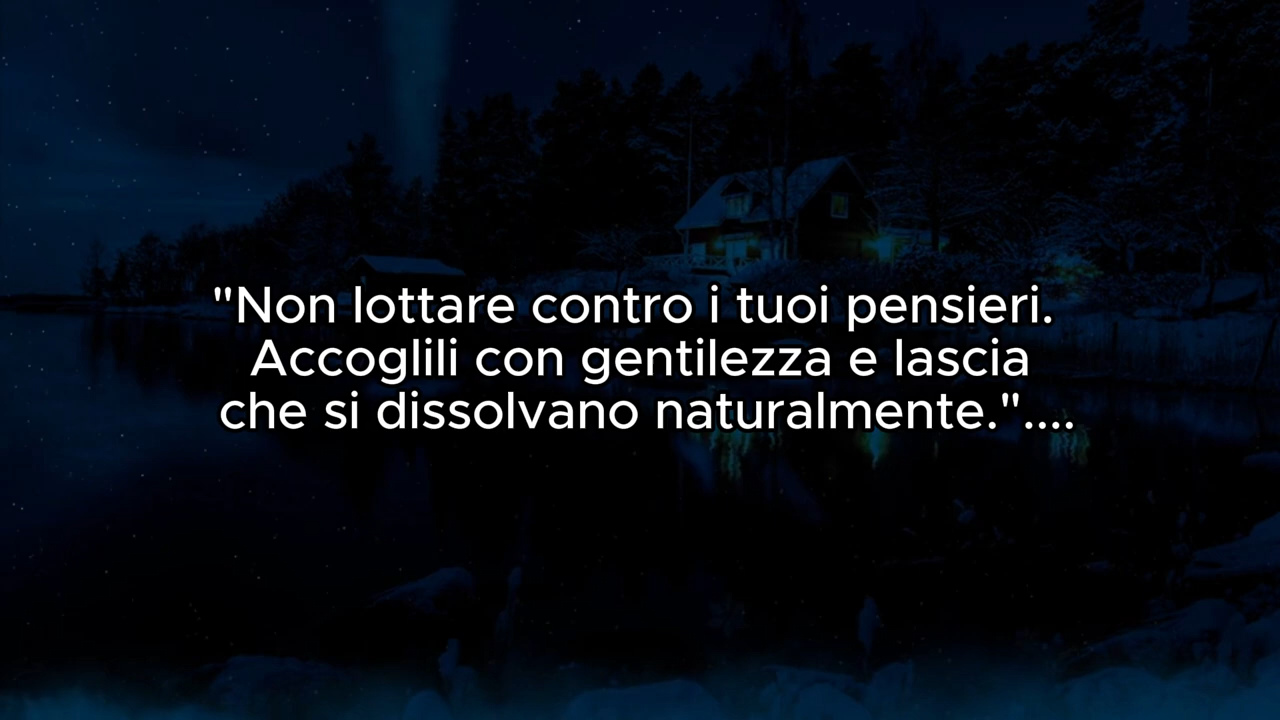 "Non lottare contro i tuoi pensieri.
Accoglili con gentilezza e lascia
che si dissolvano naturalmente."....